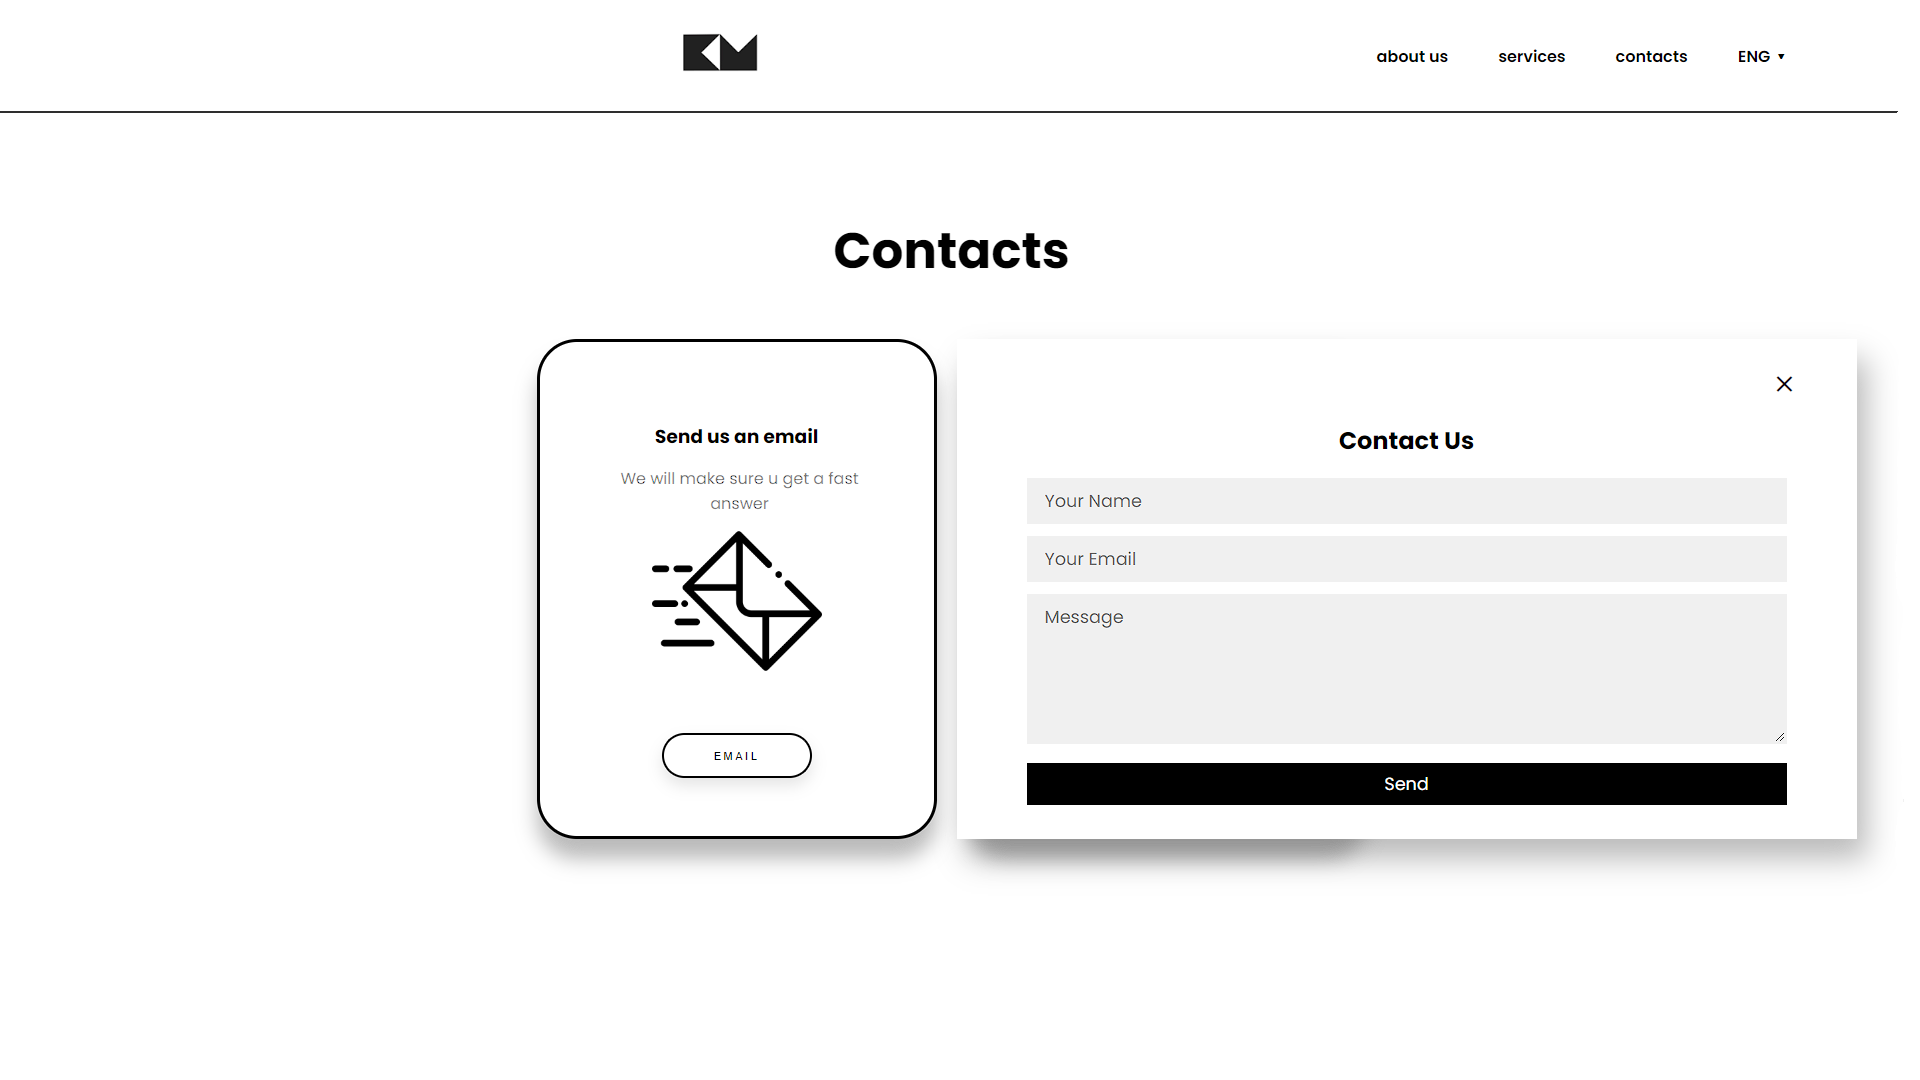 KM
about us
services
contacts
ENG ▼
Contacts
Send us an email
We will make sure u get a fast
answer
EMAIL
Contact Us
Your Name
Your Email
Message
Send